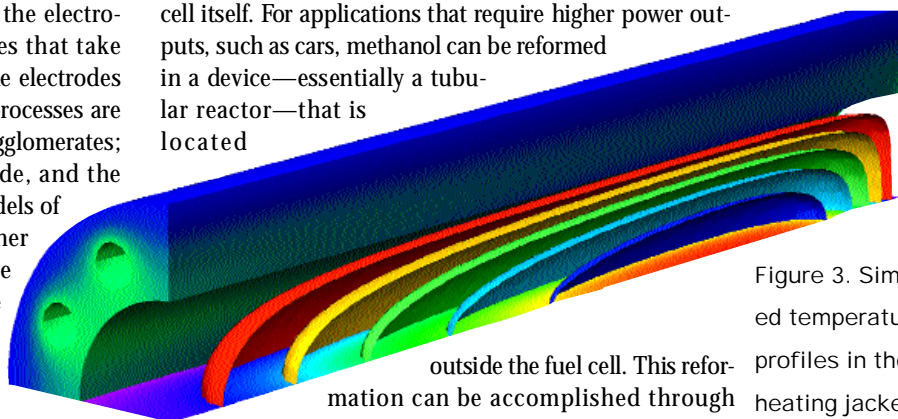 the electro-
es that take
e electrodes
rocesses are
gglomerates;
de, and the
dels of
her
e
cell itself. For applications that require higher power out-
puts, such as cars, methanol can be reformed
in a device—essentially a tubu-
lar reactor—that is
located
outside the fuel cell. This refor-
mation can be accomplished through
Figure 3. Sim
ed temperatu
profiles in the
heating jacke